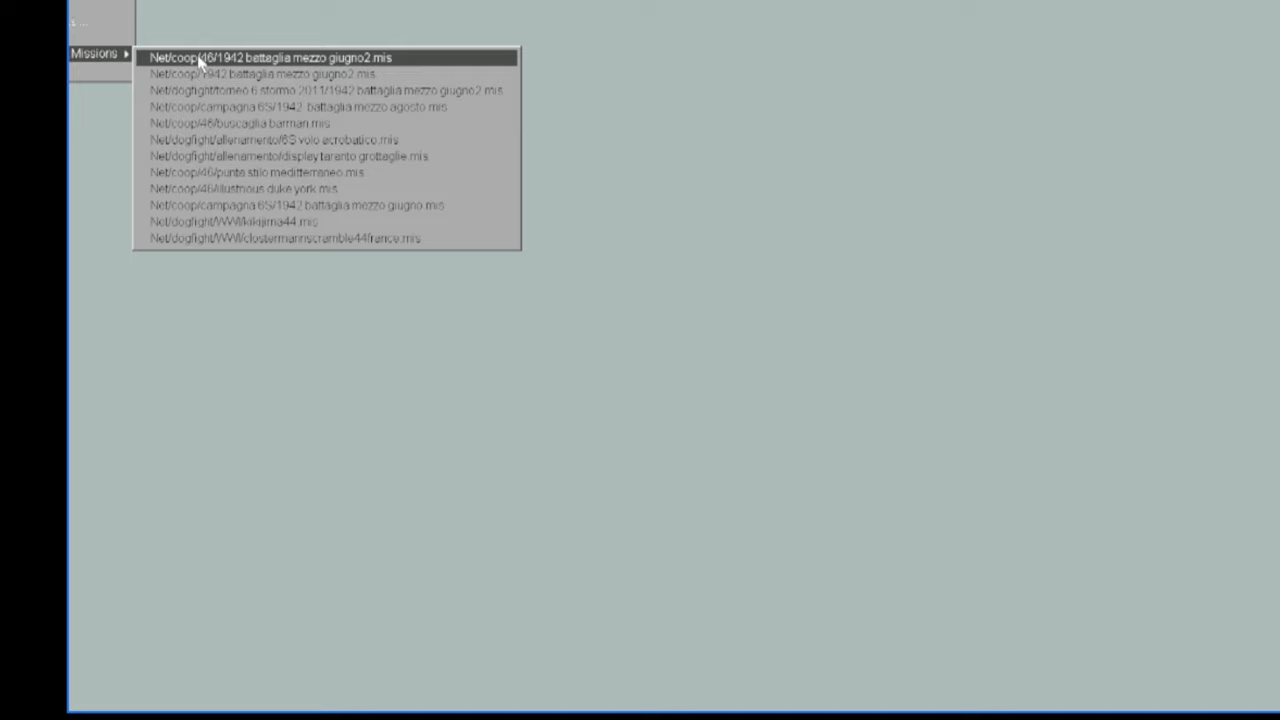 s ...
Missions
Net/coop/46/1942 battaglia mezzo giugno2.mis
Net/coop/1942 battaglia mezzo giugno2.mis
Net/dogfight/torneo 6 stormo 2011/1942 battaglia mezzo giugno2.mis
Net/coop/campagna 6S/1942 battaglia mezzo agosto.mis
Net/coop/46/buscaglia barman.mis
Net/dogfight/allenamento/6S volo acrobatico.mis
Net/dogfight/allenamento/display taranto grottaglie.mis
Net/coop/46/punta stilo mediterraneo.mis
Net/coop/46/illustrious duke york.mis
Net/coop/campagna 6S/1942 battaglia mezzo giugno.mis
Net/dogfight/WWI/kikijima44.mis
Net/dogfight/WWI/clostermannscramble44france.mis